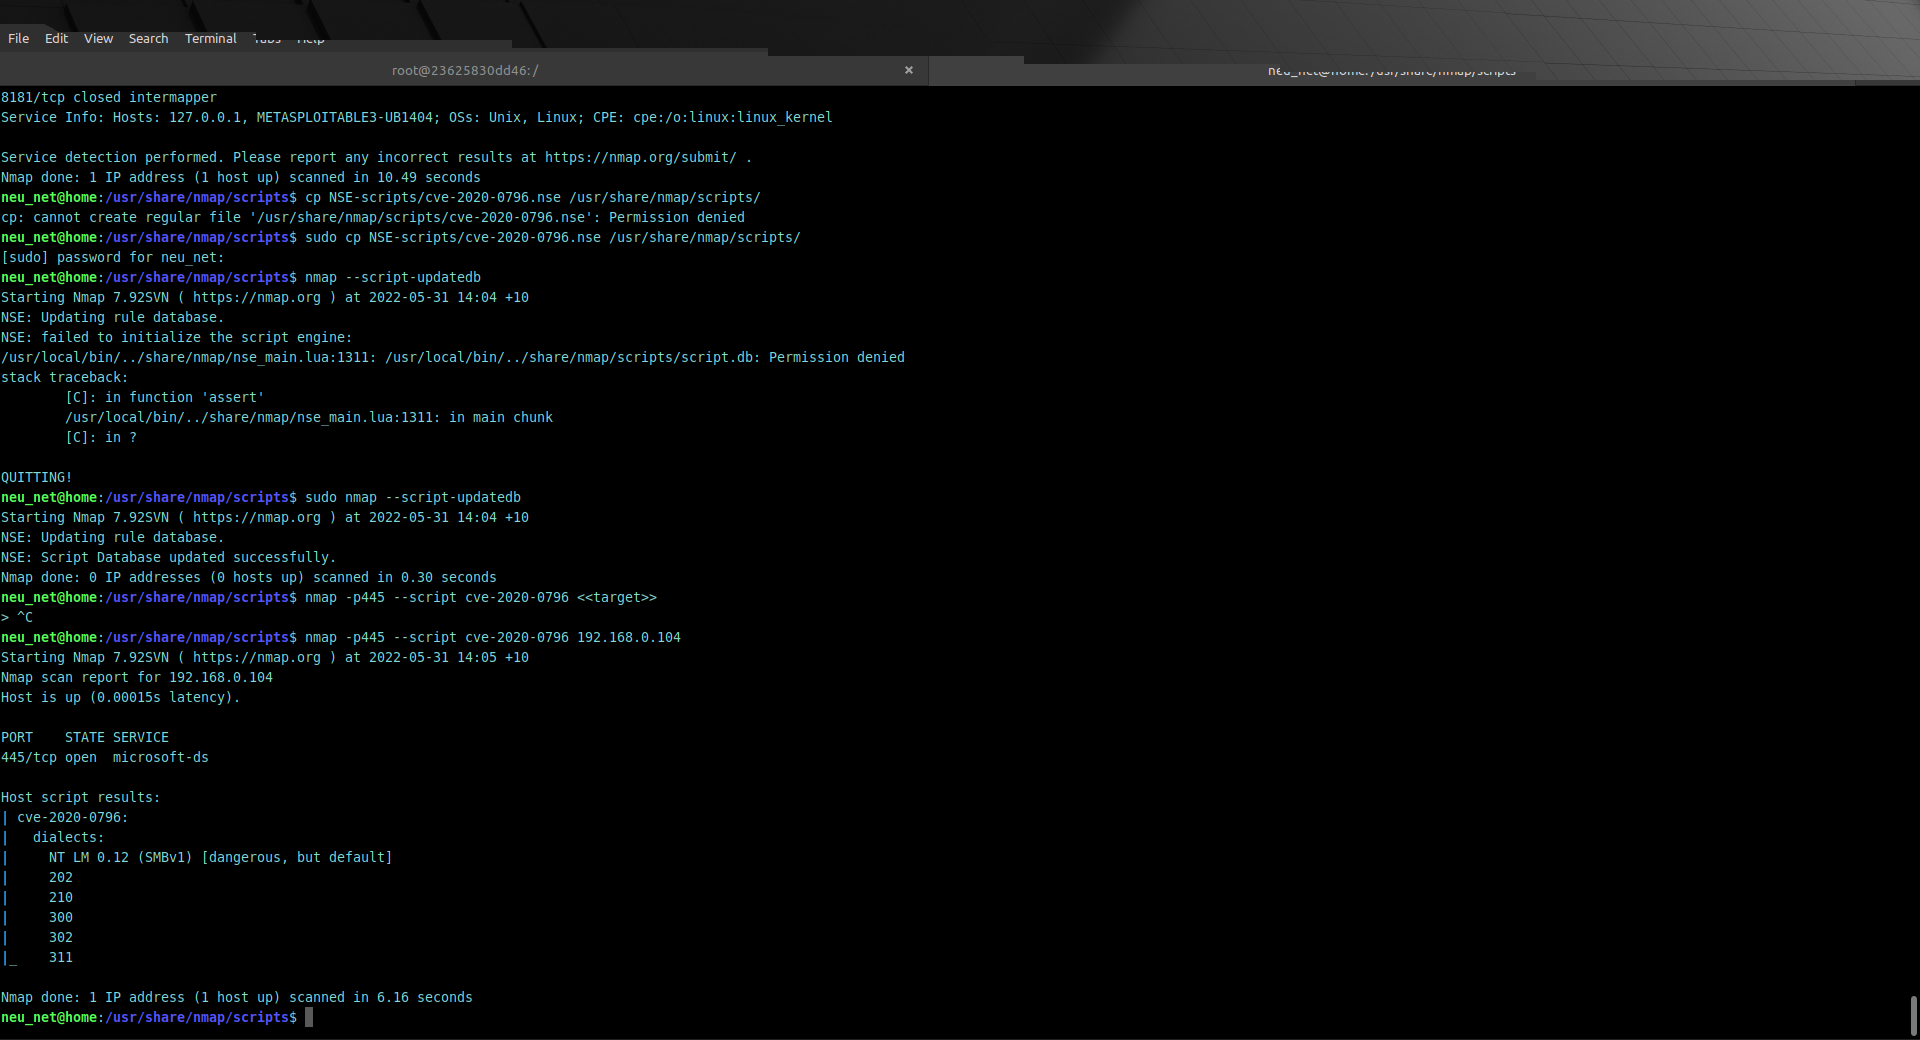 File Edit View Search Terminal Tabs Help
root@23625830dd46:/ ×
neu_net@home:/usr/share/nmap/scripts
8181/tcp closed intermapper
Service Info: Hosts: 127.0.0.1, METASPLOITABLE3-UB1404; OSs: Unix, Linux; CPE: cpe:/o:linux:linux_kernel
Service detection performed. Please report any incorrect results at https://nmap.org/submit/ .
Nmap done: 1 IP address (1 host up) scanned in 10.49 seconds
neu_net@home:/usr/share/nmap/scripts$ cp NSE-scripts/cve-2020-0796.nse /usr/share/nmap/scripts/
cp: cannot create regular file '/usr/share/nmap/scripts/cve-2020-0796.nse': Permission denied
neu_net@home:/usr/share/nmap/scripts$ sudo cp NSE-scripts/cve-2020-0796.nse /usr/share/nmap/scripts/
[sudo] password for neu_net:
neu_net@home:/usr/share/nmap/scripts$ nmap --script-updatedb
Starting Nmap 7.92SVN ( https://nmap.org ) at 2022-05-31 14:04 +10
NSE: Updating rule database.
NSE: failed to initialize the script engine:
/usr/local/bin/../share/nmap/nse_main.lua:1311: /usr/local/bin/../share/nmap/scripts/script.db: Permission denied
stack traceback:
        [C]: in function 'assert'
        /usr/local/bin/../share/nmap/nse_main.lua:1311: in main chunk
        [C]: in ?
QUITTING!
neu_net@home:/usr/share/nmap/scripts$ sudo nmap --script-updatedb
Starting Nmap 7.92SVN ( https://nmap.org ) at 2022-05-31 14:04 +10
NSE: Updating rule database.
NSE: Script Database updated successfully.
Nmap done: 0 IP addresses (0 hosts up) scanned in 0.30 seconds
neu_net@home:/usr/share/nmap/scripts$ nmap -p445 --script cve-2020-0796 <<target>>
> ^C
neu_net@home:/usr/share/nmap/scripts$ nmap -p445 --script cve-2020-0796 192.168.0.104
Starting Nmap 7.92SVN ( https://nmap.org ) at 2022-05-31 14:05 +10
Nmap scan report for 192.168.0.104
Host is up (0.00015s latency).
PORT    STATE SERVICE
445/tcp open  microsoft-ds
Host script results:
| cve-2020-0796:
|   dialects:
|     NT LM 0.12 (SMBv1) [dangerous, but default]
|     202
|     210
|     300
|     302
|_    311
Nmap done: 1 IP address (1 host up) scanned in 6.16 seconds
neu_net@home:/usr/share/nmap/scripts$